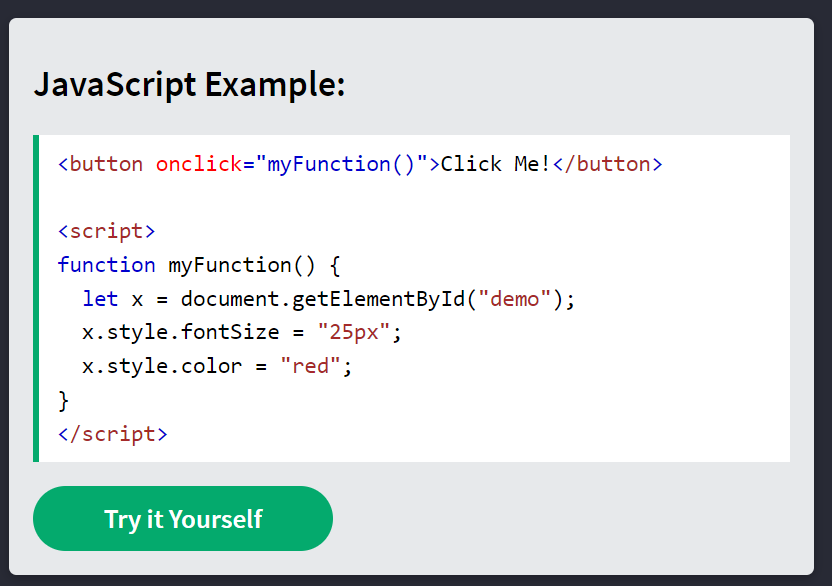 JavaScript Example:
<button onclick="myFunction()">Click Me!</button>
<script>
function myFunction() {
  let x = document.getElementById("demo");
  x.style.fontSize = "25px";
  x.style.color = "red";
}
</script>
Try it Yourself